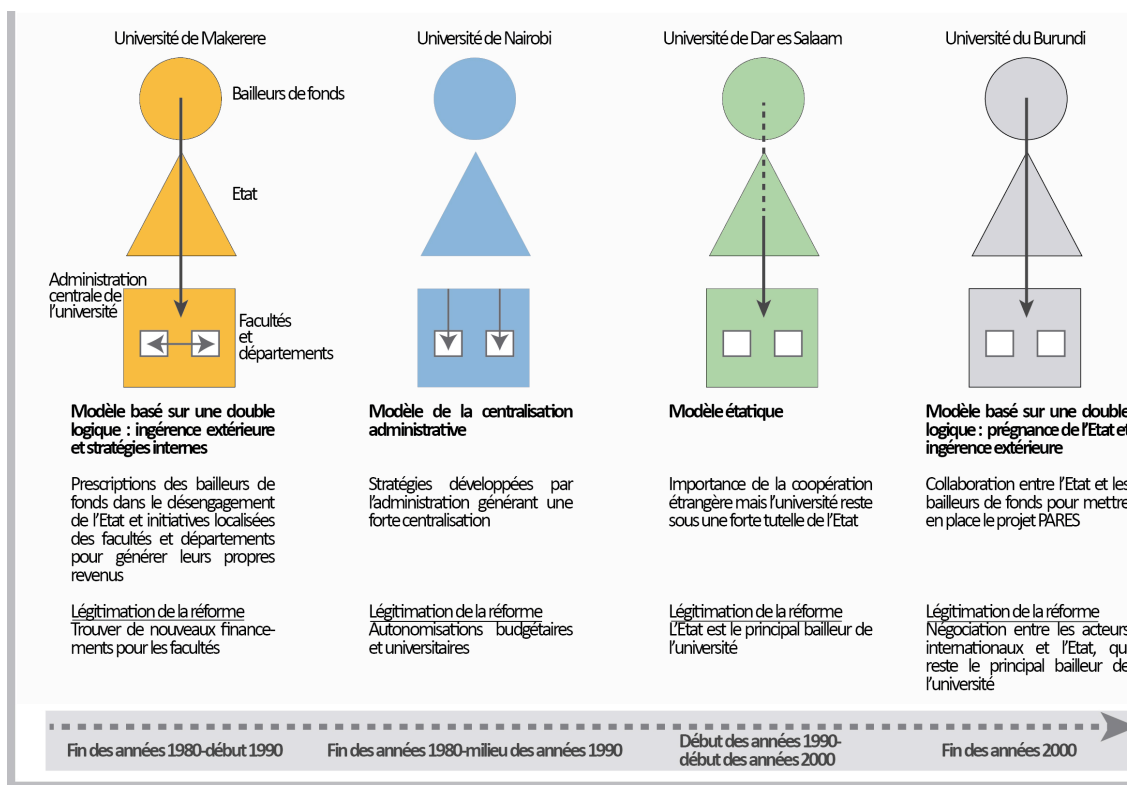 Université de Makerere
Université de Nairobi
Université de Dar es Salaam
Université du Burundi
Bailleurs de fonds
Etat
Administration
centrale de
l'université
Facultés
et
départements
Modèle basé sur une double
logique : ingérence extérieure
et stratégies internes
Prescriptions des bailleurs de
fonds dans le désengagement
de l'Etat et initiatives localisées
des facultés et départements
pour générer leurs propres
revenus
Légitimation de la réforme
Trouver de nouveaux finance-
ments pour les facultés
Modèle de la centralisation
administrative
Stratégies développées par
l'administration générant une
forte centralisation
Légitimation de la réforme
Autonomisations budgétaires
et universitaires
Modèle étatique
Importance de la coopération
étrangère mais l'université reste
sous une forte tutelle de l'Etat
Légitimation de la réforme
L'Etat est le principal bailleur de
l'université
Modèle basé sur une double
logique : prégnance de l'Etat et
ingérence extérieure
Collaboration entre l'Etat et les
bailleurs de fonds pour mettre
en place le projet PARES
Légitimation de la réforme
Négociation entre les acteurs
internationaux et l'Etat, qu
reste le principal bailleur de
l'université
Fin des années 1980-début 1990
Fin des années 1980-milieu des années 1990
Début des années 1990-
début des années 2000
Fin des années 2000